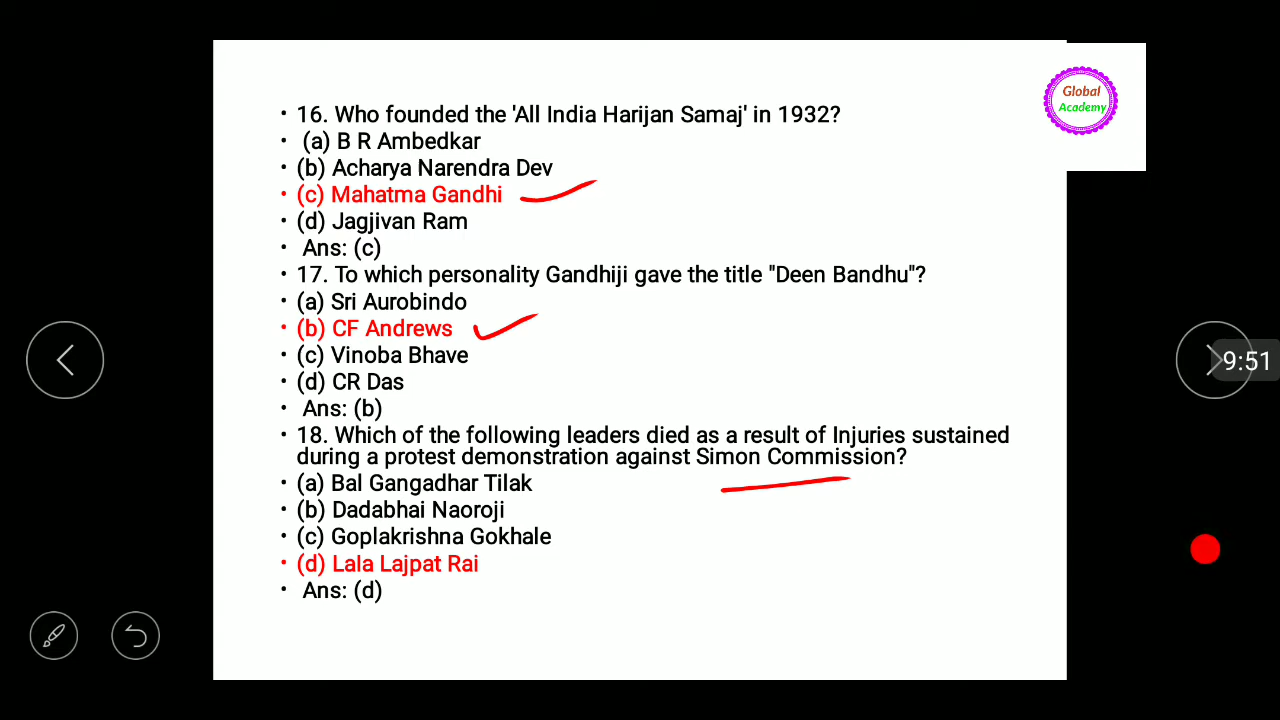 Global
Academy
• 16. Who founded the 'All India Harijan Samaj' in 1932?
• (a) B R Ambedkar
• (b) Acharya Narendra Dev
• (c) Mahatma Gandhi
• (d) Jagjivan Ram
• Ans: (c)
• 17. To which personality Gandhiji gave the title "Deen Bandhu"?
• (a) Sri Aurobindo
• (b) CF Andrews
• (c) Vinoba Bhave
• (d) CR Das
• Ans: (b)
• 18. Which of the following leaders died as a result of Injuries sustained
during a protest demonstration against Simon Commission?
• (a) Bal Gangadhar Tilak
• (b) Dadabhai Naoroji
• (c) Goplakrishna Gokhale
• (d) Lala Lajpat Rai
• Ans: (d)
9:51